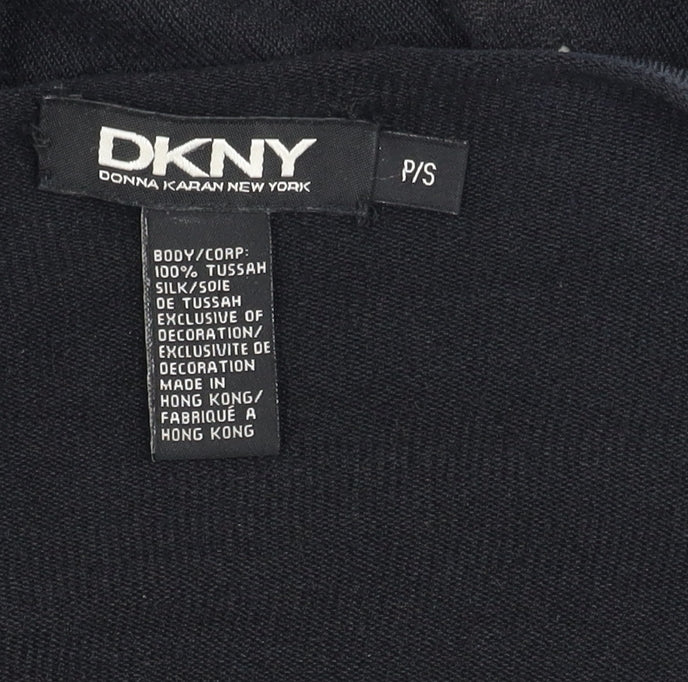 DKNY
DONNA KARAN NEW YORK
P/S
BODY/CORP:
100% TUSSAH
SILK/SOIE
DE TUSSAH
EXCLUSIVE OF
DECORATION/
EXCLUSIVITE DE
DECORATION
MADE IN
HONG KONG/
FABRIQUÉ A
HONG KONG